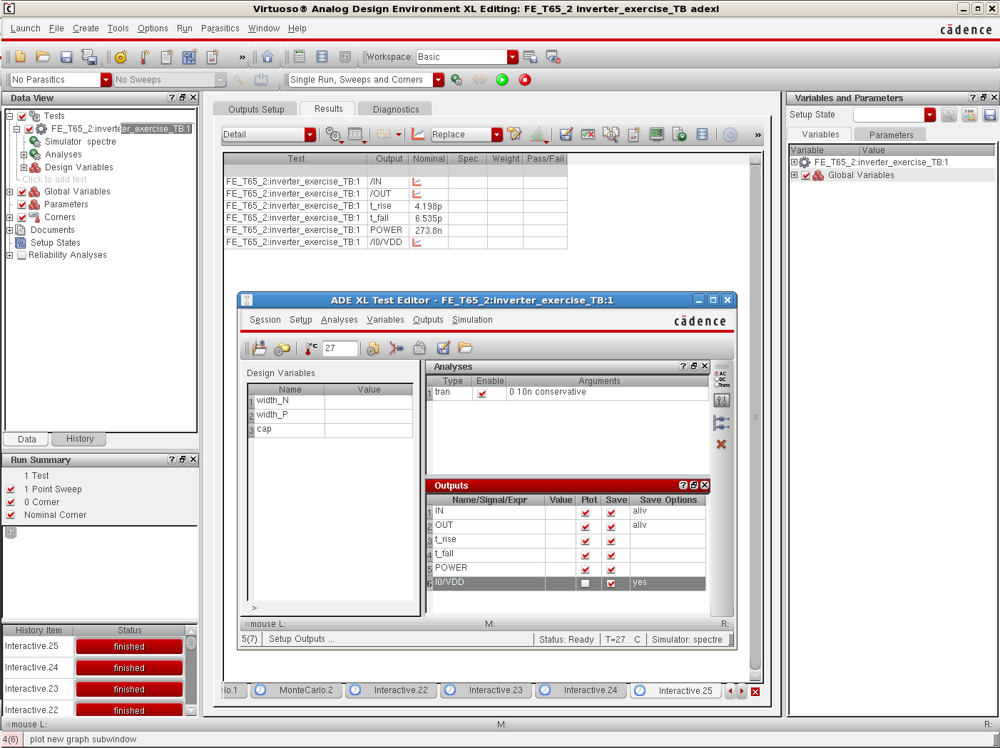 Virtuoso® Analog Design Environment XL Editing: FE_T65_2 inverter_exercise_TB adexl
Launch File Create Tools Options Run Parasitics Window Help
cādence
» Workspace: Basic
No Parasitics No Sweeps Single Run, Sweeps and Corners
Data View
Tests
FE_T65_2:inverter_exercise_TB:1
Simulator spectre
Analyses
Design Variables
Click to add test
Global Variables
Parameters
Corners
Documents
Setup States
Reliability Analyses
Data History
Run Summary
1 Test
1 Point Sweep
0 Corner
Nominal Corner
History Item Status
Interactive.25 finished
Interactive.24 finished
Interactive.23 finished
Interactive.22 finished
Outputs Setup Results Diagnostics
Detail Replace »
Test Output Nominal Spec Weight Pass/Fail
FE_T65_2:inverter_exercise_TB:1 /IN
FE_T65_2:inverter_exercise_TB:1 /OUT
FE_T65_2:inverter_exercise_TB:1 t_rise 4.198p
FE_T65_2:inverter_exercise_TB:1 t_fall 6.535p
FE_T65_2:inverter_exercise_TB:1 POWER 273.8n
FE_T65_2:inverter_exercise_TB:1 /I0/VDD
ADE XL Test Editor - FE_T65_2:inverter_exercise_TB:1
Session Setup Analyses Variables Outputs Simulation
cādence
°C 27
Design Variables
Name Value
1 width_N
2 width_P
3 cap
>
Analyses
Type Enable Arguments
1 tran 0 10n conservative
AC
DC
Trans
Outputs
Name/Signal/Expr Value Plot Save Save Options
1 IN allv
2 OUT allv
3 t_rise
4 t_fall
5 POWER
6 I0/VDD yes
mouse L: M: R:
5(7) Setup Outputs ... Status: Ready T=27 C Simulator: spectre
rlo.1 MonteCarlo.2 Interactive.22 Interactive.23 Interactive.24 Interactive.25
Variables and Parameters
Setup State
Variables Parameters
Variable Value
FE_T65_2:inverter_exercise_TB:1
Global Variables
mouse L: M: R:
4(6) plot new graph subwindow